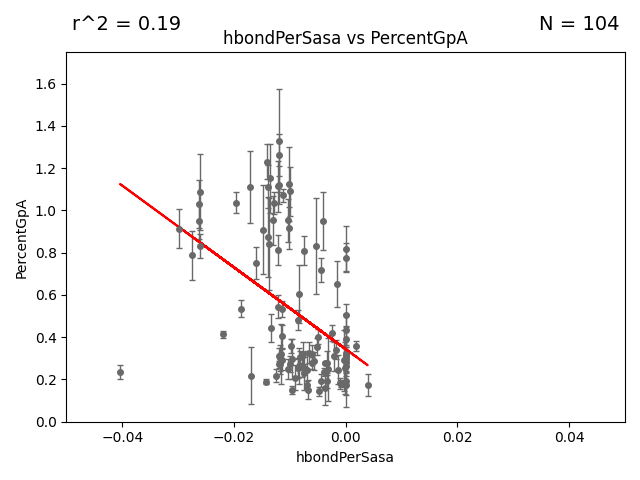 r^2 = 0.19
N = 104
hbondPerSasa vs PercentGpA
PercentGpA
1.6
1.4
1.2
1.0
0.8
0.6
0.4
0.2
0.0
−0.04
−0.02
0.00
0.02
0.04
hbondPerSasa